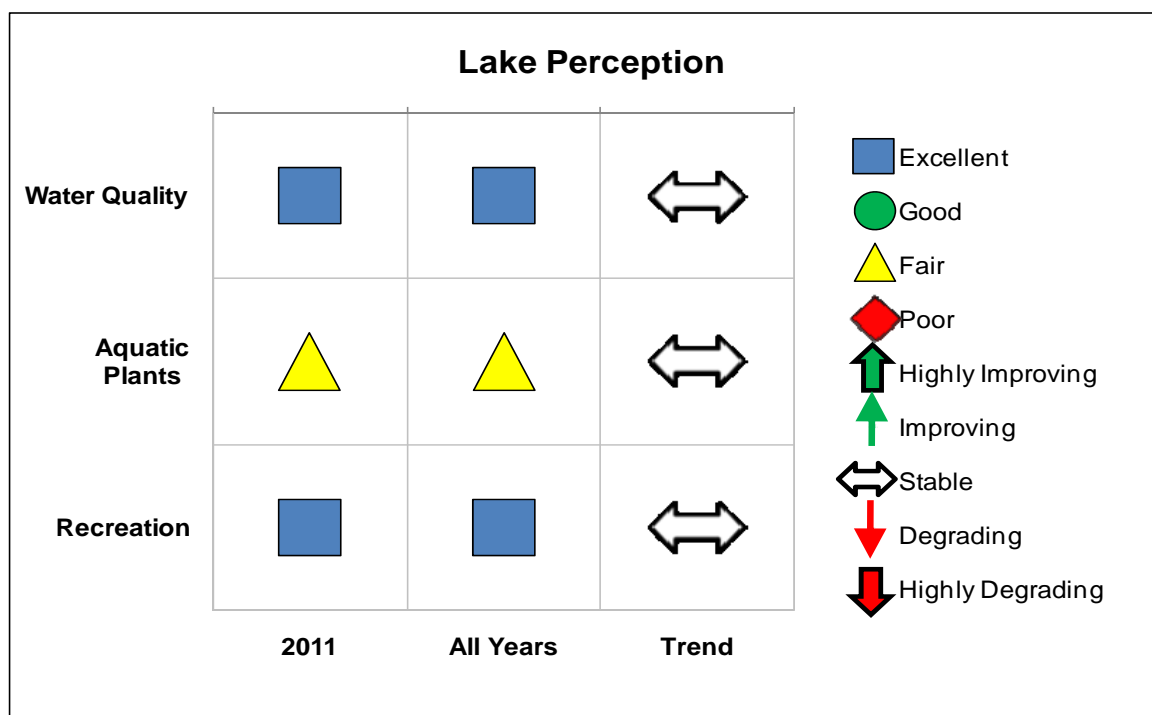 Lake Perception
Water Quality
Aquatic
Plants
Recreation
2011
All Years
Trend
Excellent
Good
Fair
Poor
Highly Improving
Improving
Stable
Degrading
Highly Degrading